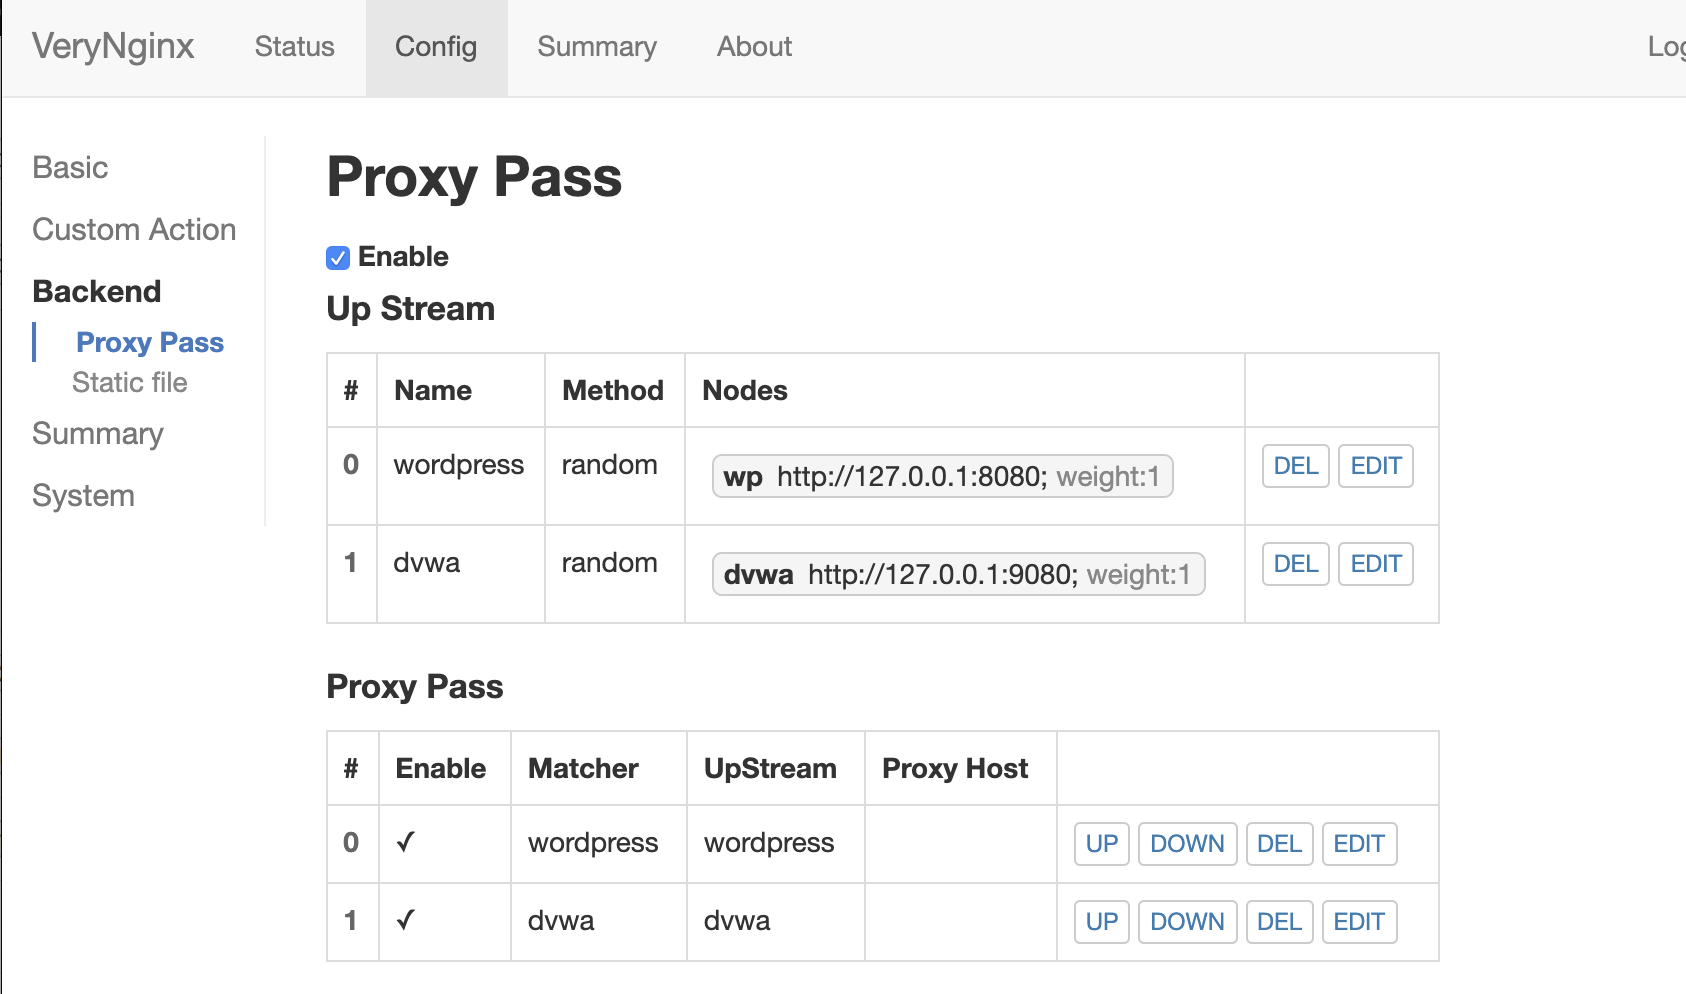 VeryNginx Status Config Summary About Log
Basic
Custom Action
Backend
Proxy Pass
Static file
Summary
System
Proxy Pass
Enable
Up Stream
# Name Method Nodes
0 wordpress random wp http://127.0.0.1:8080; weight:1 DEL EDIT
1 dvwa random dvwa http://127.0.0.1:9080; weight:1 DEL EDIT
Proxy Pass
# Enable Matcher UpStream Proxy Host
0 ✓ wordpress wordpress UP DOWN DEL EDIT
1 ✓ dvwa dvwa UP DOWN DEL EDIT